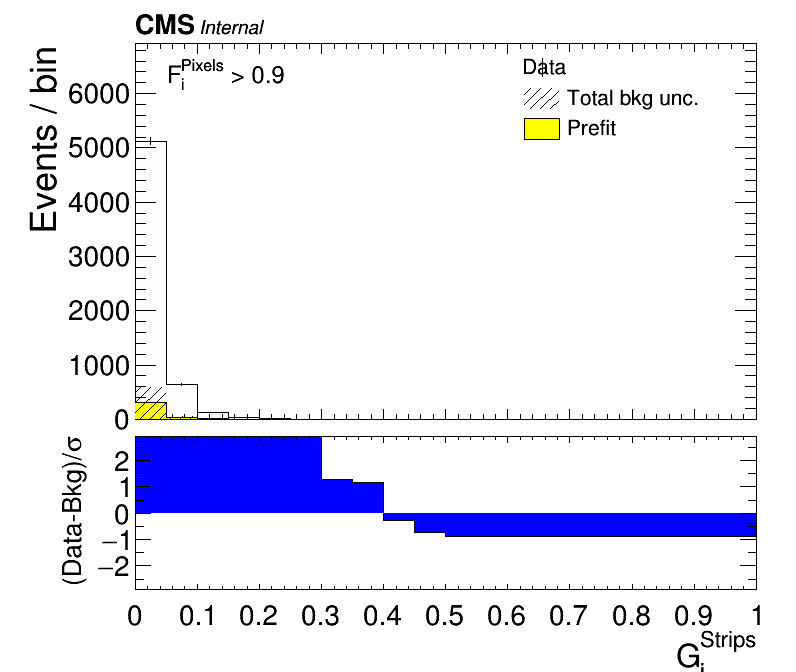 CMS Internal
F_i^Pixels > 0.9
Data
Total bkg unc.
Prefit
Events / bin
6000
5000
4000
3000
2000
1000
0
(Data-Bkg)/σ
2
1
0
−1
−2
0 0.1 0.2 0.3 0.4 0.5 0.6 0.7 0.8 0.9 1
G_i^Strips